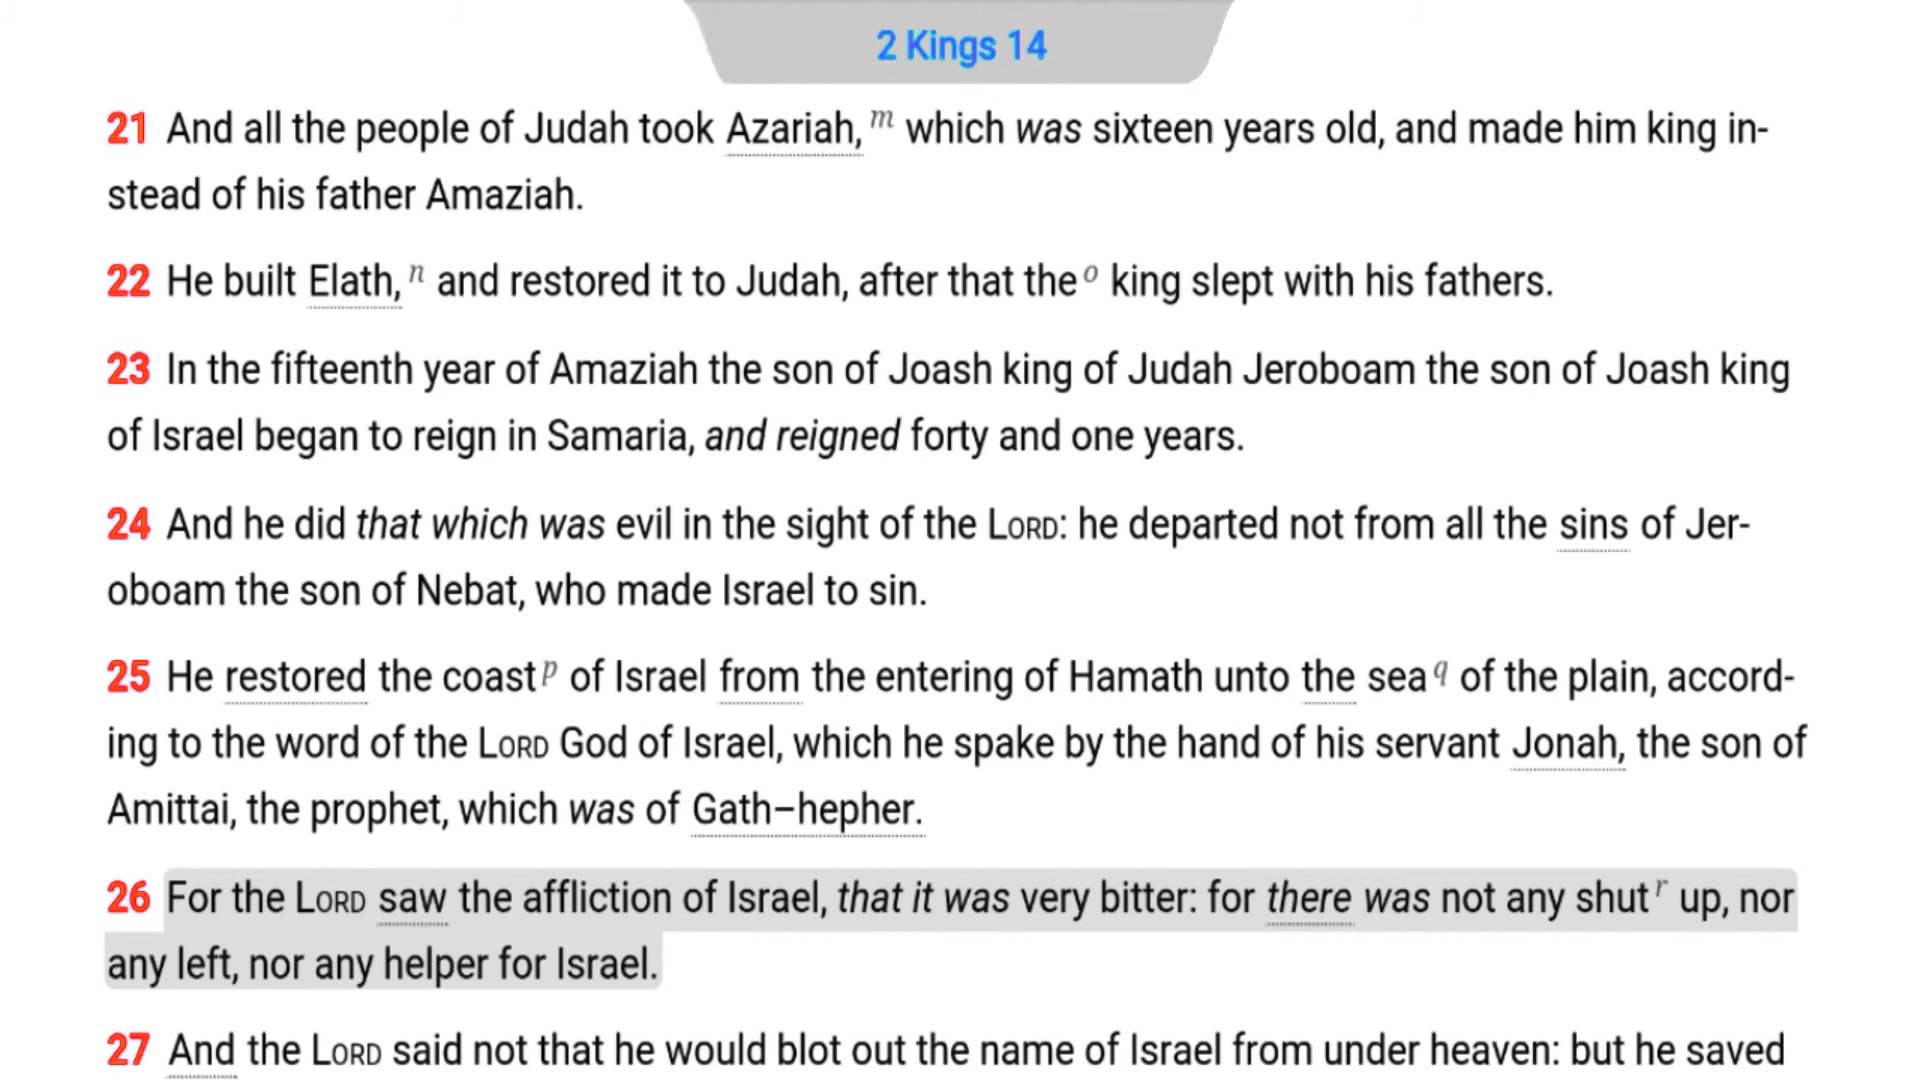 2 Kings 14
21 And all the people of Judah took Azariah, m which was sixteen years old, and made him king in-
stead of his father Amaziah.
22 He built Elath, n and restored it to Judah, after that the o king slept with his fathers.
23 In the fifteenth year of Amaziah the son of Joash king of Judah Jeroboam the son of Joash king
of Israel began to reign in Samaria, and reigned forty and one years.
24 And he did that which was evil in the sight of the LORD: he departed not from all the sins of Jer-
oboam the son of Nebat, who made Israel to sin.
25 He restored the coast p of Israel from the entering of Hamath unto the sea q of the plain, accord-
ing to the word of the LORD God of Israel, which he spake by the hand of his servant Jonah, the son of
Amittai, the prophet, which was of Gath–hepher.
26 For the LORD saw the affliction of Israel, that it was very bitter: for there was not any shut r up, nor
any left, nor any helper for Israel.
27 And the LORD said not that he would blot out the name of Israel from under heaven: but he saved